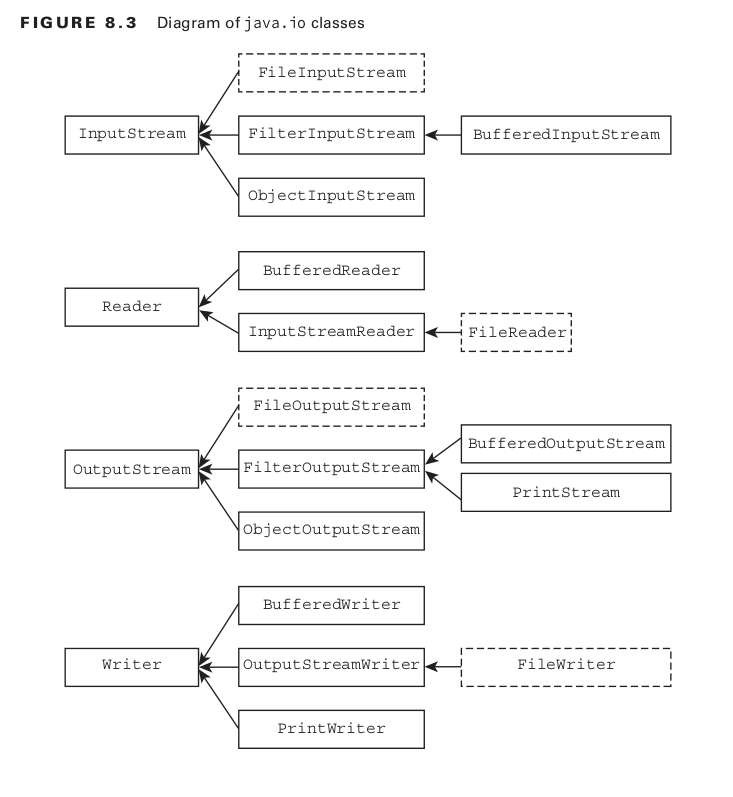 FIGURE 8.3 Diagram of java.io classes
FileInputStream
InputStream
FilterInputStream
BufferedInputStream
ObjectInputStream
BufferedReader
Reader
InputStreamReader
FileReader
FileOutputStream
BufferedOutputStream
OutputStream
FilterOutputStream
PrintStream
ObjectOutputStream
BufferedWriter
Writer
OutputStreamWriter
FileWriter
PrintWriter